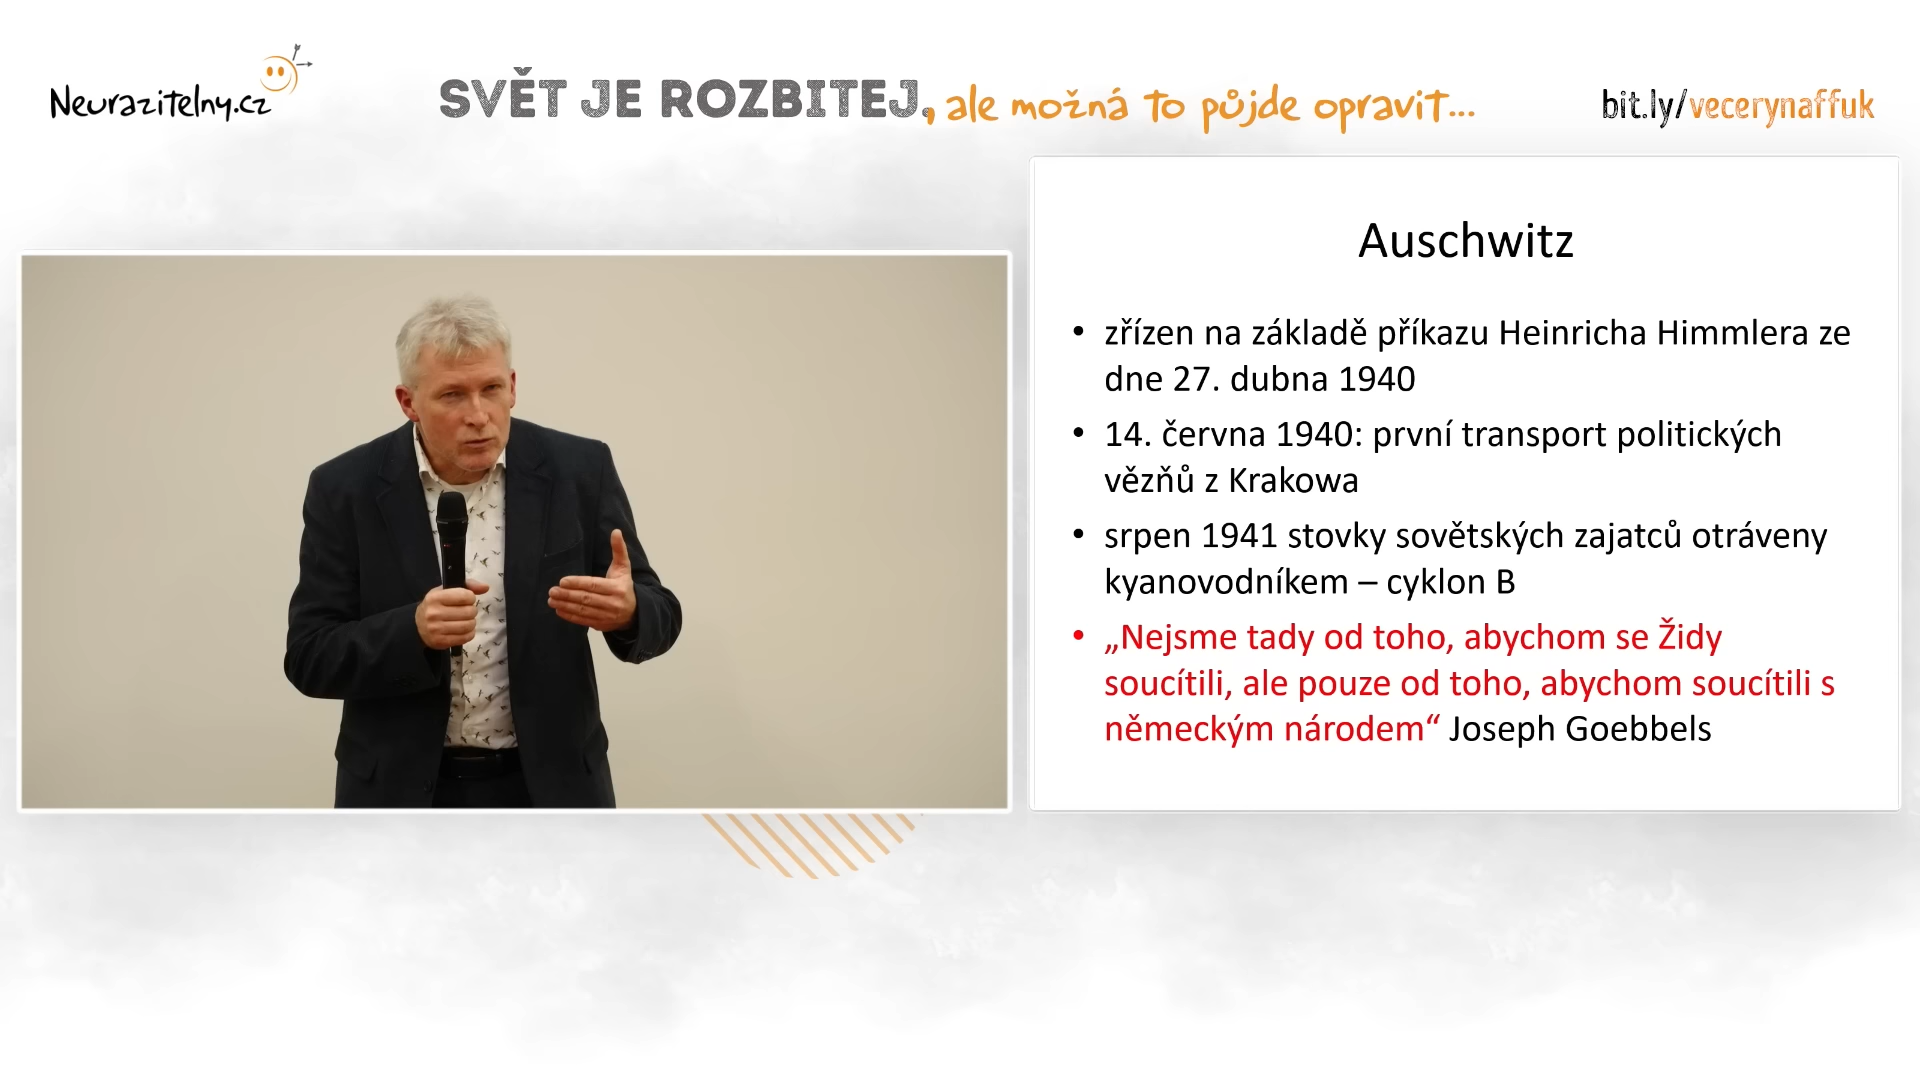 Neurazitelny.cz
SVĚT JE ROZBITEJ, ale možná to půjde opravit...
bit.ly/vecerynaffuk
Auschwitz
• zřízen na základě příkazu Heinricha Himmlera ze
dne 27. dubna 1940
• 14. června 1940: první transport politických
vězňů z Krakowa
• srpen 1941 stovky sovětských zajatců otráveny
kyanovodníkem – cyklon B
• „Nejsme tady od toho, abychom se Židy
soucítili, ale pouze od toho, abychom soucítili s
německým národem“ Joseph Goebbels